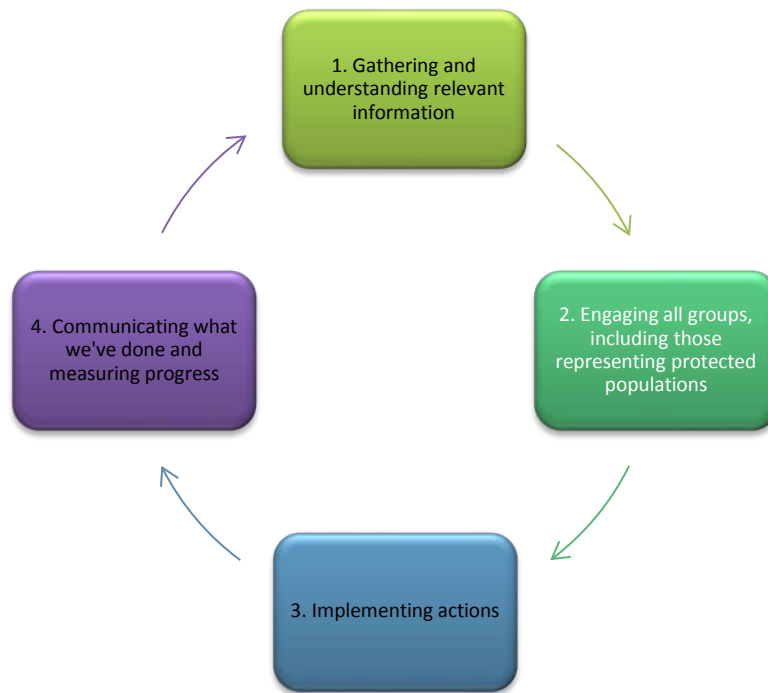 1. Gathering and
understanding relevant
information
2. Engaging all groups,
including those
representing protected
populations
3. Implementing actions
4. Communicating what
we've done and
measuring progress